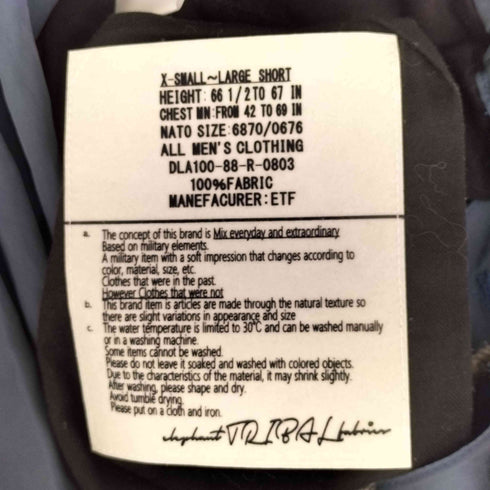 X-SMALL~LARGE SHORT
HEIGHT: 66 1/2TO 67 IN
CHEST MN:FROM 42 TO 69 IN
NATO SIZE:6870/0676
ALL MEN'S CLOTHING
DLA100-88-R-0803
100%FABRIC
MANEFACURER:ETF
a. The concept of this brand is Mix everyday and extraordinary
Based on military elements.
A military item with a soft impression that changes according to
color, material, size, etc.
Clothes that were in the past.
However Clothes that were not
b. This brand item is articles are made through the natural texture so
there are slight variations in appearance and size
c. The water temperature is limited to 30℃ and can be washed manually
or in a washing machine.
Some items cannot be washed.
Please do not leave it soaked and washed with colored objects.
Due to the characteristics of the material, it may shrink slightly.
After washing, please shape and dry.
Avoid tumble drying.
Please put on a cloth and iron.
elephant TRIBAL fabrics